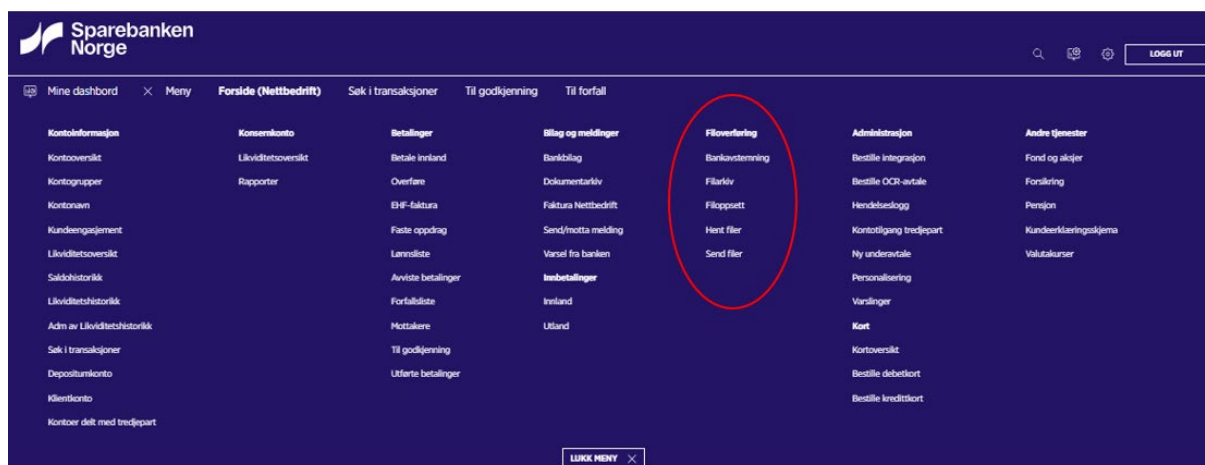 Sparebanken
Norge
LOGG UT
Mine dashbord
Meny
Forside (Nettbedrift)
Søk i transaksjoner
Til godkjenning
Til forfall
Kontoinformasjon
Kontooversikt
Kontogrupper
Kontonavn
Kundeengasjement
Likviditetsoversikt
Saldohistorikk
Likviditetshistorikk
Adm av Likviditetshistorikk
Søk i transaksjoner
Depositumkonto
Klientkonto
Kontoer delt med tredjepart
Konsernkonto
Likviditetsoversikt
Rapporter
Betalinger
Betale innland
Overføre
EHF-faktura
Faste oppdrag
Lønnsliste
Avviste betalinger
Forfallsliste
Mottakere
Til godkjenning
Utførte betalinger
Bilag og meldinger
Bankbilag
Dokumentarkiv
Faktura Nettbedrift
Send/motta melding
Varsel fra banken
Innbetalinger
Innland
Utland
Filoverføring
Bankavstemning
Filarkiv
Filoppsett
Hent filer
Send filer
Administrasjon
Bestille integrasjon
Bestille OCR-avtale
Hendelseslogg
Kontotilgang tredjepart
Ny underavtale
Personalisering
Varslinger
Kort
Kortoversikt
Bestille debetkort
Bestille kredittkort
Andre tjenester
Fond og aksjer
Forsikring
Pensjon
Kundeerklæringsskjema
Valutakurser
LUKK MENY